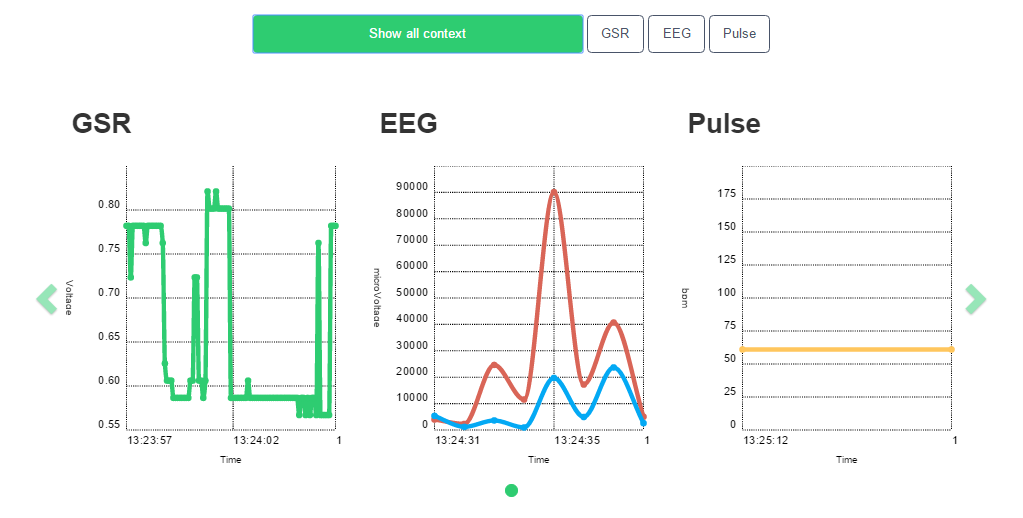 Show all context GSR EEG Pulse
GSR EEG Pulse
Voltage
0.80
0.75
0.70
0.65
0.60
0.55
13:23:57 13:24:02 1
Time
microVoltage
90000
80000
70000
60000
50000
40000
30000
20000
10000
0
13:24:31 13:24:35 1
Time
bpm
175
150
125
100
75
50
25
0
13:25:12 1
Time